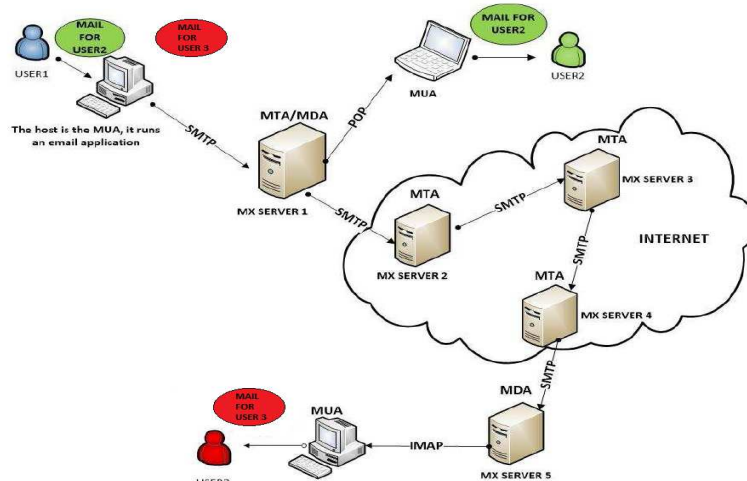 MAIL
FOR
USER2
MAIL
FOR
USER 3
MAIL FOR
USER2
USER1
MUA
USER2
The host is the MUA, it runs
an email application
SMTP
MTA/MDA
POP
MX SERVER 1
SMTP
MTA
MX SERVER 2
SMTP
MTA
MX SERVER 3
INTERNET
SMTP
MTA
MX SERVER 4
SMTP
MDA
MX SERVER 5
IMAP
MUA
MAIL
FOR
USER 3